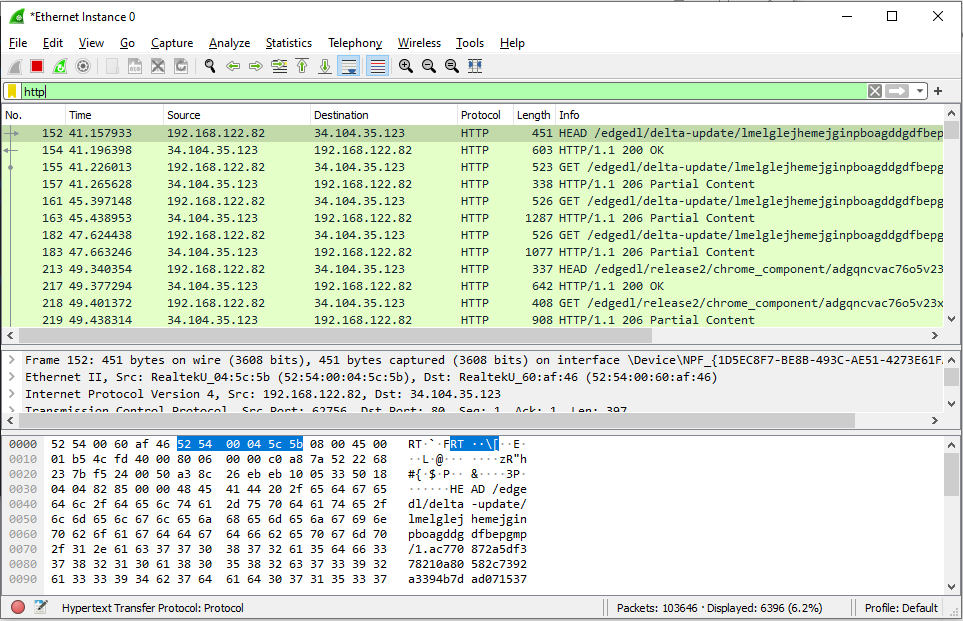 *Ethernet Instance 0
File Edit View Go Capture Analyze Statistics Telephony Wireless Tools Help
http
No. Time Source Destination Protocol Length Info
152 41.157933 192.168.122.82 34.104.35.123 HTTP 451 HEAD /edgedl/delta-update/lmelglejhemejginpboagddgdfbepg
154 41.196398 34.104.35.123 192.168.122.82 HTTP 603 HTTP/1.1 200 OK
155 41.226013 192.168.122.82 34.104.35.123 HTTP 523 GET /edgedl/delta-update/lmelglejhemejginpboagddgdfbepg
157 41.265628 34.104.35.123 192.168.122.82 HTTP 338 HTTP/1.1 206 Partial Content
161 45.397148 192.168.122.82 34.104.35.123 HTTP 526 GET /edgedl/delta-update/lmelglejhemejginpboagddgdfbepg
163 45.438953 34.104.35.123 192.168.122.82 HTTP 1287 HTTP/1.1 206 Partial Content
182 47.624438 192.168.122.82 34.104.35.123 HTTP 526 GET /edgedl/delta-update/lmelglejhemejginpboagddgdfbepg
183 47.663246 34.104.35.123 192.168.122.82 HTTP 1077 HTTP/1.1 206 Partial Content
213 49.340354 192.168.122.82 34.104.35.123 HTTP 337 HEAD /edgedl/release2/chrome_component/adgqncvac76o5v23
217 49.377294 34.104.35.123 192.168.122.82 HTTP 642 HTTP/1.1 200 OK
218 49.401372 192.168.122.82 34.104.35.123 HTTP 408 GET /edgedl/release2/chrome_component/adgqncvac76o5v23x
219 49.438314 34.104.35.123 192.168.122.82 HTTP 908 HTTP/1.1 206 Partial Content
Frame 152: 451 bytes on wire (3608 bits), 451 bytes captured (3608 bits) on interface \Device\NPF_{1D5EC8F7-BE8B-493C-AE51-4273E61F
Ethernet II, Src: RealtekU_04:5c:5b (52:54:00:04:5c:5b), Dst: RealtekU_60:af:46 (52:54:00:60:af:46)
Internet Protocol Version 4, Src: 192.168.122.82, Dst: 34.104.35.123
Transmission Control Protocol, Src Port: 62756, Dst Port: 80, Seq: 1, Ack: 1, Len: 397
0000 52 54 00 60 af 46 52 54 00 04 5c 5b 08 00 45 00 RT·`·FRT ··\[··E·
0010 01 b5 4c fd 40 00 80 06 00 00 c0 a8 7a 52 22 68 ··L·@··· ····zR"h
0020 23 7b f5 24 00 50 a3 8c 26 eb eb 10 05 33 50 18 #{·$·P·· &····3P·
0030 04 04 82 85 00 00 48 45 41 44 20 2f 65 64 67 65 ······HE AD /edge
0040 64 6c 2f 64 65 6c 74 61 2d 75 70 64 61 74 65 2f dl/delta -update/
0050 6c 6d 65 6c 67 6c 65 6a 68 65 6d 65 6a 67 69 6e lmelglej hemejgin
0060 70 62 6f 61 67 64 64 67 64 66 62 65 70 67 6d 70 pboagddg dfbepgmp
0070 2f 31 2e 61 63 37 37 30 38 37 32 61 35 64 66 33 /1.ac770 872a5df3
0080 37 38 32 31 30 61 38 30 35 38 32 63 37 33 39 32 78210a80 582c7392
0090 61 33 33 39 34 62 37 64 61 64 30 37 31 35 33 37 a3394b7d ad071537
Hypertext Transfer Protocol: Protocol Packets: 103646 · Displayed: 6396 (6.2%) Profile: Default